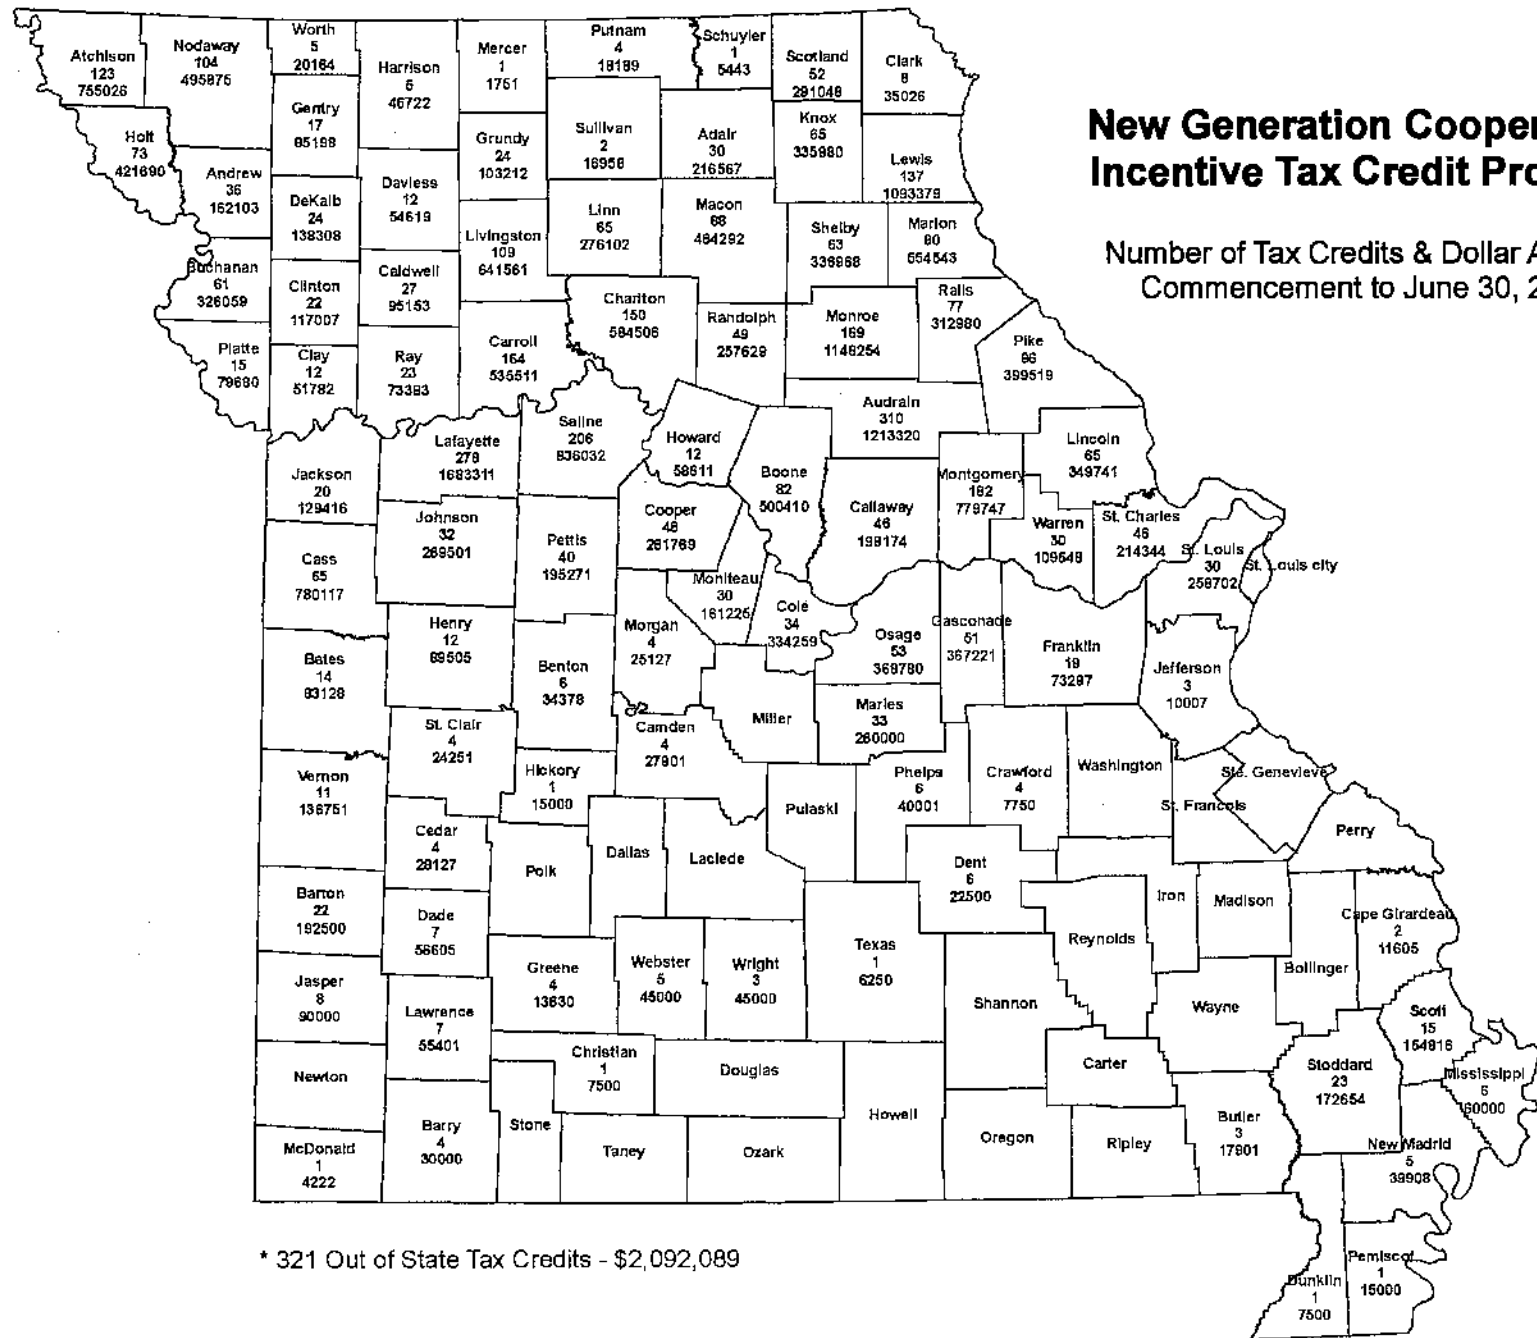 New Generation Cooper
Incentive Tax Credit Pro
Number of Tax Credits & Dollar A
Commencement to June 30, 2
Atchison
123
755026
Nodaway
104
495875
Worth
5
20164
Harrison
5
46722
Mercer
1
1751
Putnam
4
18189
Schuyler
1
5443
Scotland
52
291048
Clark
8
35026
Holt
73
421690
Andrew
36
162103
Gentry
17
85198
DeKalb
24
138308
Daviess
12
54619
Grundy
24
103212
Sullivan
2
16958
Adair
30
216567
Knox
65
335980
Lewis
137
1093379
Buchanan
61
326059
Clinton
22
117007
Caldwell
27
95153
Livingston
109
641561
Linn
65
276102
Macon
88
464292
Shelby
63
336968
Marion
80
554543
Platte
15
79680
Clay
12
51782
Ray
23
73393
Carroll
164
535511
Chariton
150
584506
Randolph
49
257629
Monroe
169
1146254
Ralls
77
312980
Pike
86
399519
Jackson
20
129416
Lafayette
278
1683311
Saline
206
836032
Howard
12
58611
Boone
82
500410
Audrain
310
1213320
Callaway
46
198174
Montgomery
182
779747
Lincoln
65
349741
Warren
30
109548
St. Charles
46
214344
St. Louis
30
258702
St. Louis city
Cass
65
780117
Johnson
32
269501
Pettis
40
195271
Cooper
48
261769
Moniteau
30
161225
Cole
34
334259
Osage
53
368780
Gasconade
51
367221
Franklin
19
73297
Jefferson
3
10007
Bates
14
83128
Henry
12
89505
Benton
6
34378
Morgan
4
25127
Miller
Maries
33
260000
St. Clair
4
24251
Camden
4
27801
Vernon
11
136751
Hickory
1
15000
Pulaski
Phelps
6
40001
Crawford
4
7750
Washington
St. Francois
Ste. Genevieve
Perry
Cedar
4
28127
Polk
Dallas
Laclede
Dent
6
22500
Iron
Madison
Barton
22
192500
Dade
7
56605
Greene
4
13630
Webster
5
45000
Wright
3
45000
Texas
1
6250
Reynolds
Bollinger
Cape Girardeau
2
11605
Jasper
8
90000
Lawrence
7
55401
Christian
1
7500
Douglas
Shannon
Wayne
Scott
15
154816
Newton
Barry
4
30000
Stone
Taney
Ozark
Howell
Oregon
Carter
Ripley
Butler
3
17801
Stoddard
23
172654
Mississippi
6
60000
McDonald
1
4222
New Madrid
5
39908
Pemiscot
1
15000
Dunklin
1
7500
* 321 Out of State Tax Credits - $2,092,089